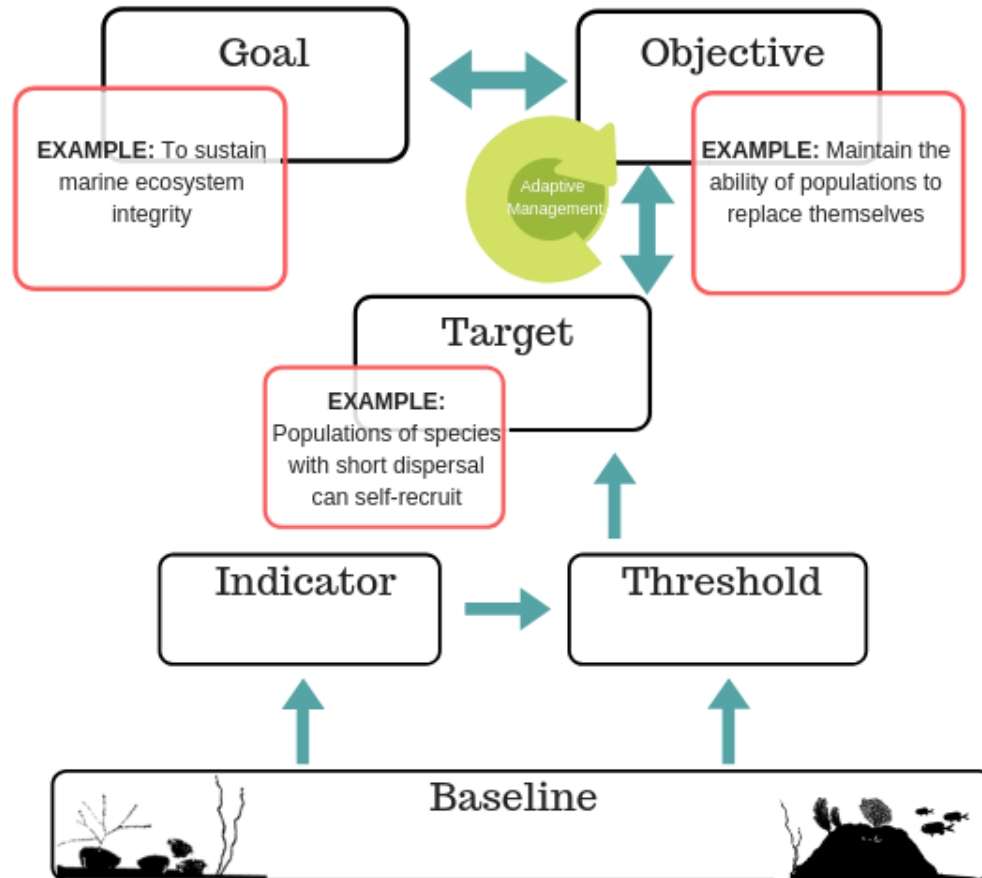 Goal
Objective
EXAMPLE: To sustain
marine ecosystem
integrity
EXAMPLE: Maintain the
ability of populations to
replace themselves
Adaptive
Management
Target
EXAMPLE:
Populations of species
with short dispersal
can self-recruit
Indicator
Threshold
Baseline